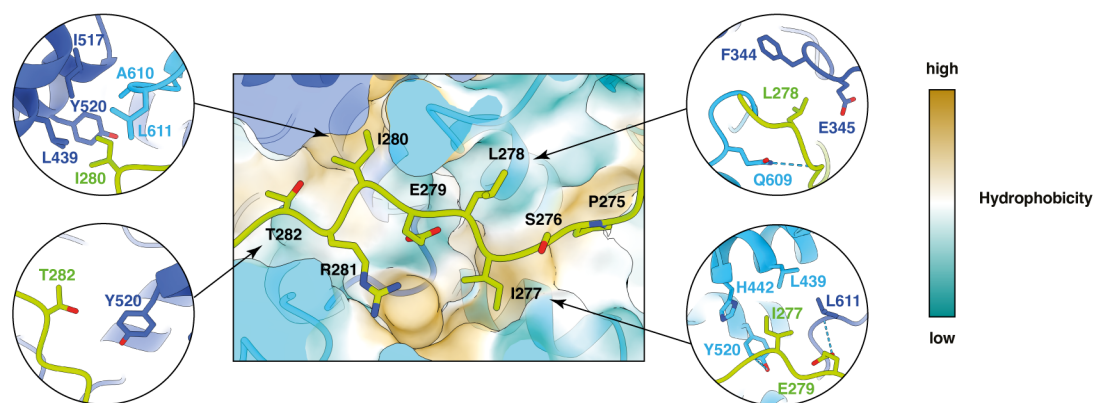 I517
A610
Y520
L611
L439
I280
T282
Y520
I280
L278
E279
P275
S276
T282
R281
I277
F344
L278
E345
Q609
H442
L439
L611
I277
Y520
E279
high
Hydrophobicity
low